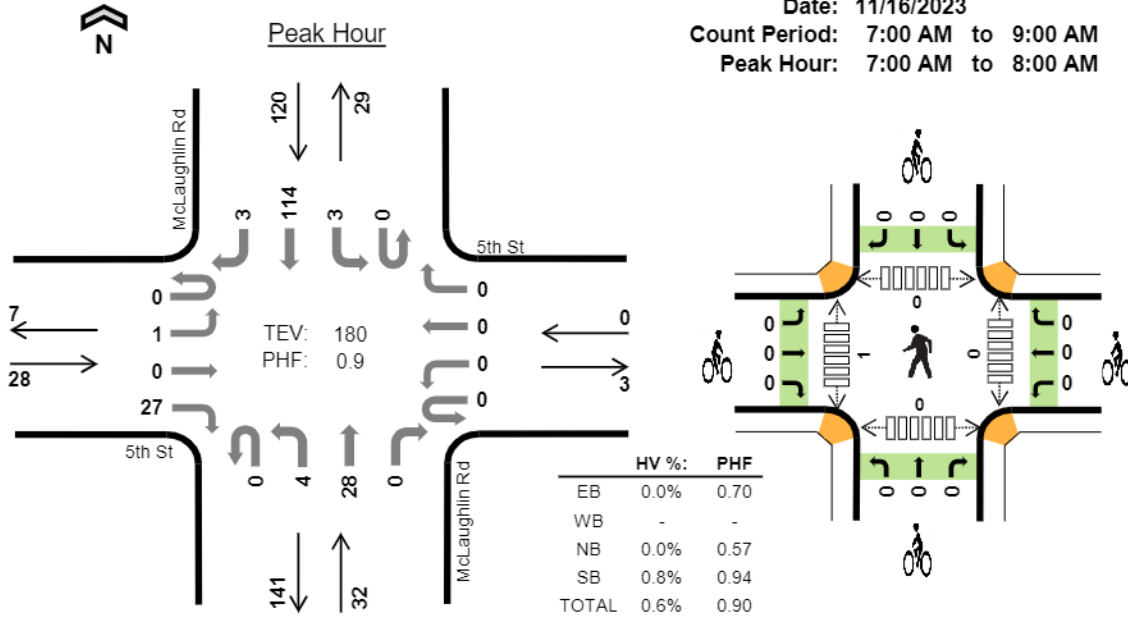 N
Peak Hour
Date: 11/16/2023
Count Period: 7:00 AM to 9:00 AM
Peak Hour: 7:00 AM to 8:00 AM
McLaughlin Rd
120
29
3
114
3
0
5th St
0
1
0
27
7
28
TEV: 180
PHF: 0.9
0
0
0
0
0
3
5th St
0
4
28
0
McLaughlin Rd
141
32
HV %: PHF
EB 0.0% 0.70
WB - -
NB 0.0% 0.57
SB 0.8% 0.94
TOTAL 0.6% 0.90
0 0 0
0
0
0
0
1
0
0
0
0
0
0 0 0